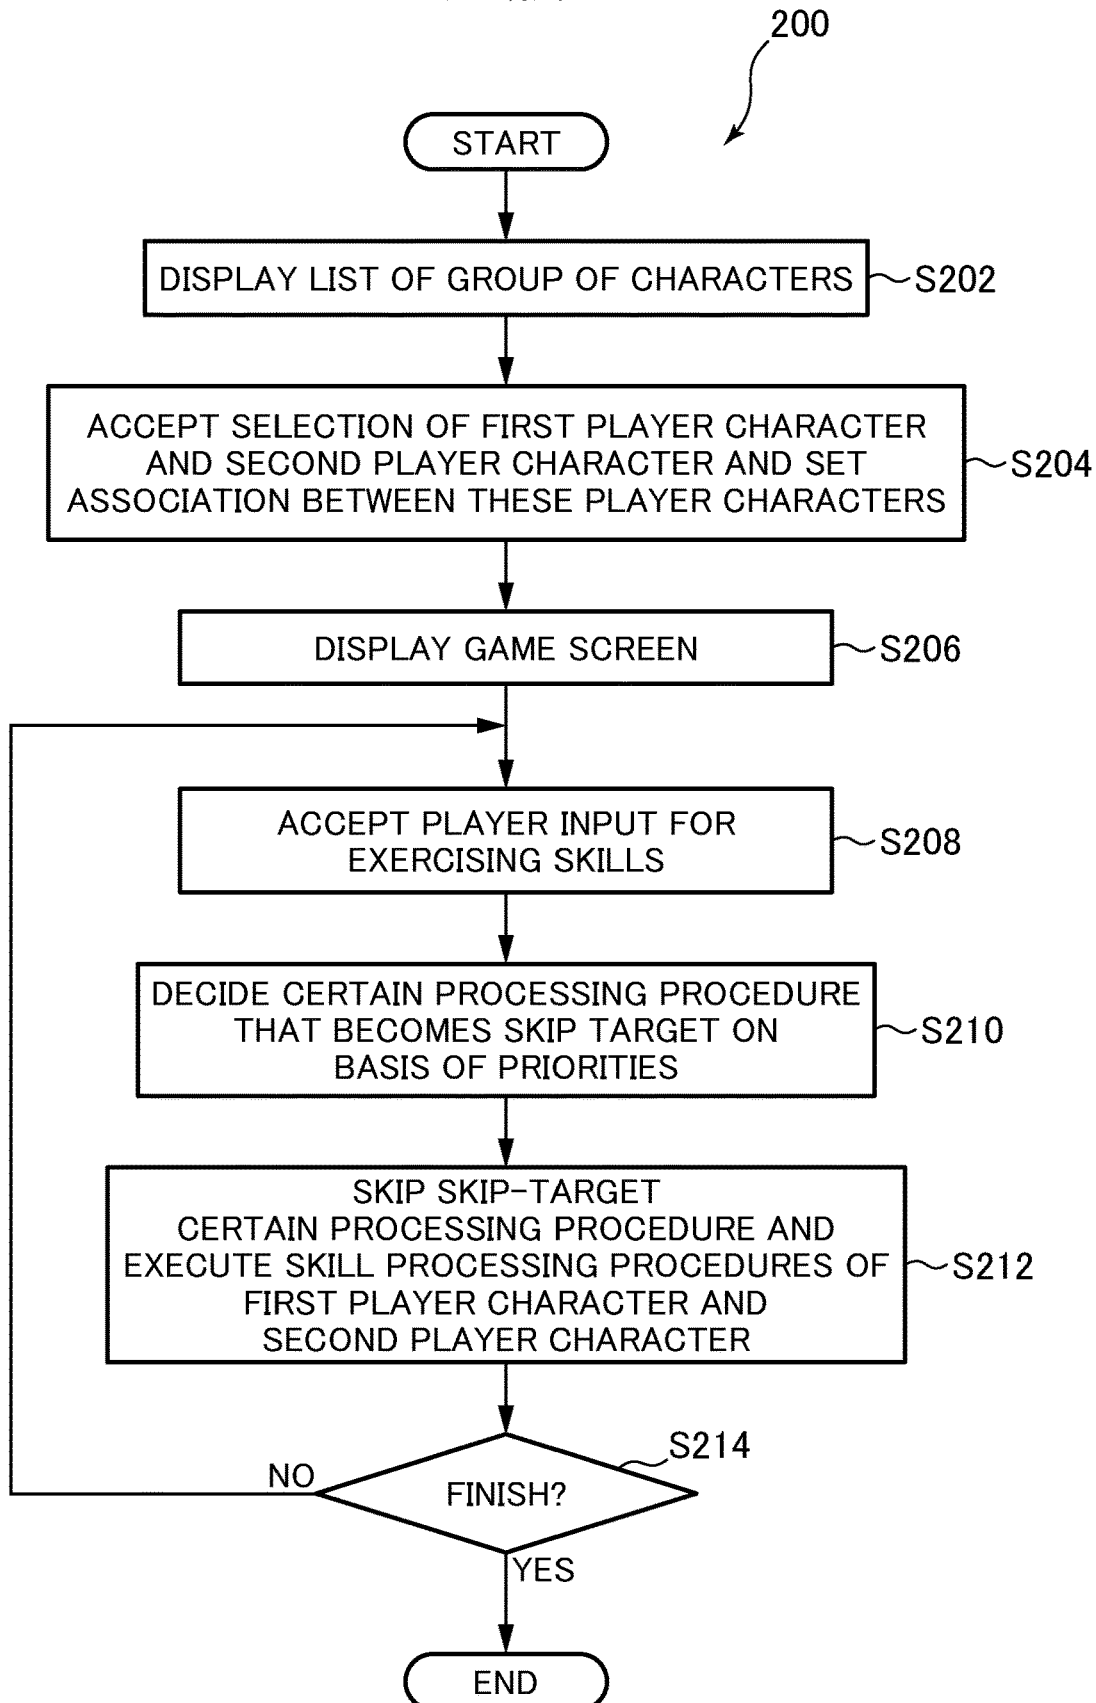 200
START
DISPLAY LIST OF GROUP OF CHARACTERS
S202
ACCEPT SELECTION OF FIRST PLAYER CHARACTER
AND SECOND PLAYER CHARACTER AND SET
ASSOCIATION BETWEEN THESE PLAYER CHARACTERS
S204
DISPLAY GAME SCREEN
S206
ACCEPT PLAYER INPUT FOR
EXERCISING SKILLS
S208
DECIDE CERTAIN PROCESSING PROCEDURE
THAT BECOMES SKIP TARGET ON
BASIS OF PRIORITIES
S210
SKIP SKIP-TARGET
CERTAIN PROCESSING PROCEDURE AND
EXECUTE SKILL PROCESSING PROCEDURES OF
FIRST PLAYER CHARACTER AND
SECOND PLAYER CHARACTER
S212
S214
NO
FINISH?
YES
END